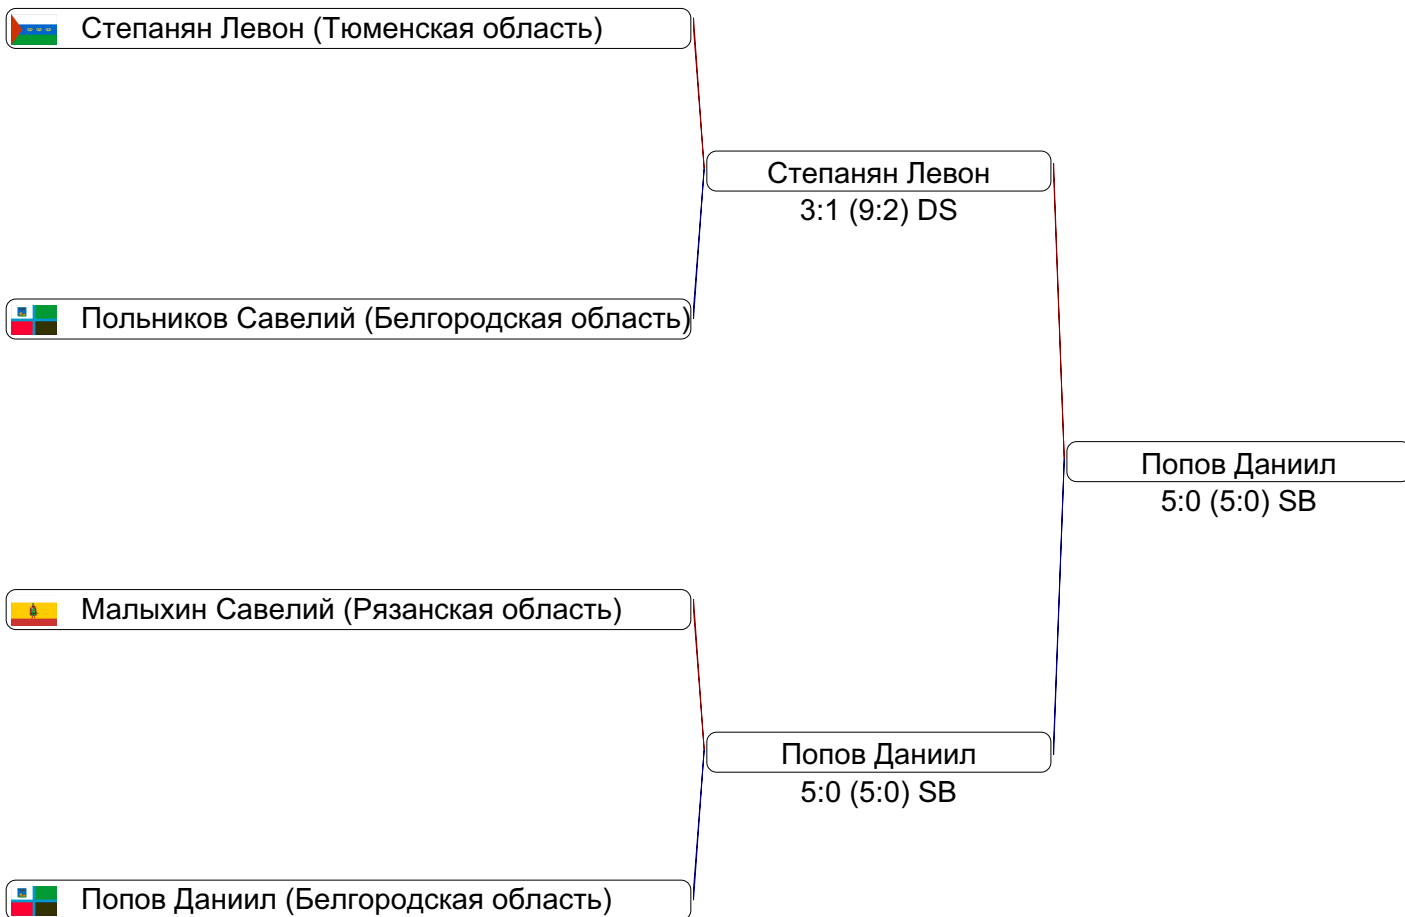 Степанян Левон (Тюменская область)
Степанян Левон
3:1 (9:2) DS
Польников Савелий (Белгородская область)
Попов Даниил
5:0 (5:0) SB
Малыхин Савелий (Рязанская область)
Попов Даниил
5:0 (5:0) SB
Попов Даниил (Белгородская область)